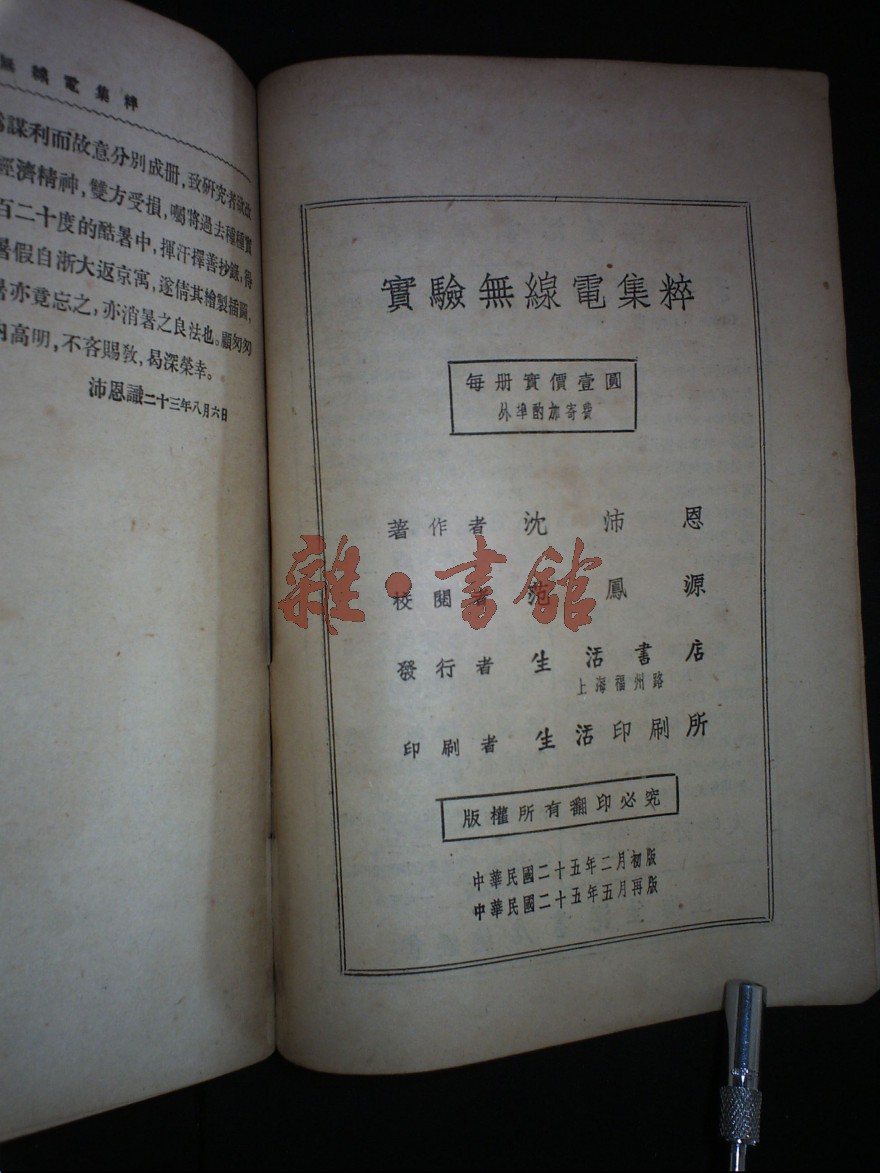 無線電集粹
為謀利而故意分別成册，致研究者欲改
經濟精神，雙方受損，囑將過去種種實
百二十度的酷暑中，揮汗擇善抄錄，得
暑假自浙大返京寓，遂倩其繪製插圖，
暑亦竟忘之，亦消暑之良法也。顧匆匆
內高明，不吝賜敎，曷深榮幸。
沛恩識二十三年八月六日
實驗無線電集粹
每册實價壹圓
外埠酌加寄費
著作者 沈沛恩
校閱者 范鳳源
發行者 生活書店
上海福州路
印刷者 生活印刷所
版權所有翻印必究
中華民國二十五年二月初版
中華民國二十五年五月再版
雜·書館